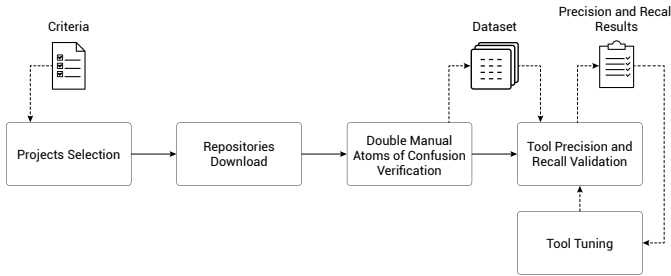 Criteria
Dataset
Precision and Recal
Results
Projects Selection
Repositories
Download
Double Manual
Atoms of Confusion
Verification
Tool Precision and
Recall Validation
Tool Tuning